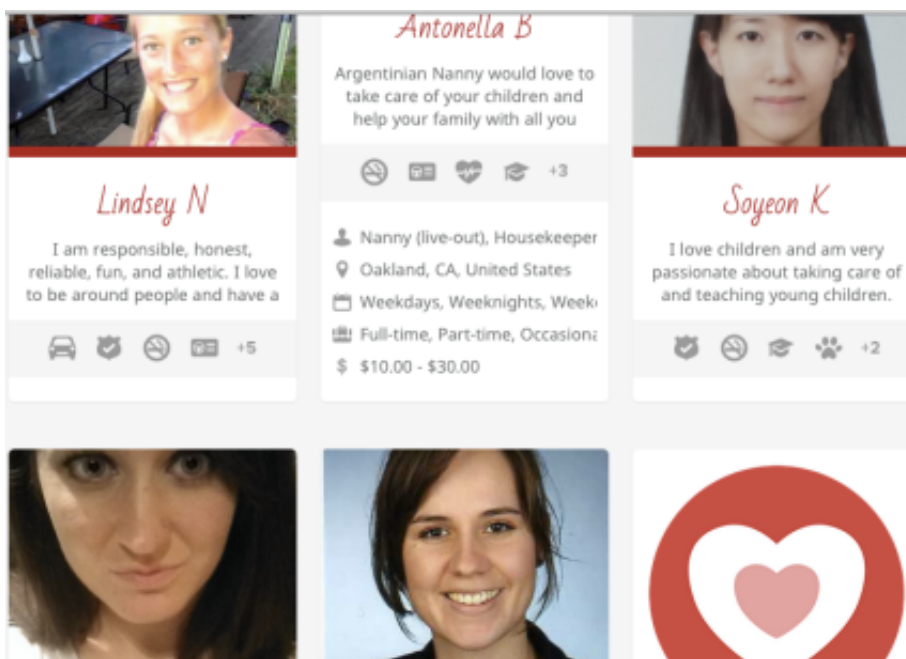 Antonella B
Argentinian Nanny would love to
take care of your children and
help your family with all you
+3
Nanny (live-out), Housekeeper
Oakland, CA, United States
Weekdays, Weeknights, Week
Full-time, Part-time, Occasiona
$ $10.00 - $30.00
Lindsey N
I am responsible, honest,
reliable, fun, and athletic. I love
to be around people and have a
+5
Soyeon K
I love children and am very
passionate about taking care of
and teaching young children.
+2